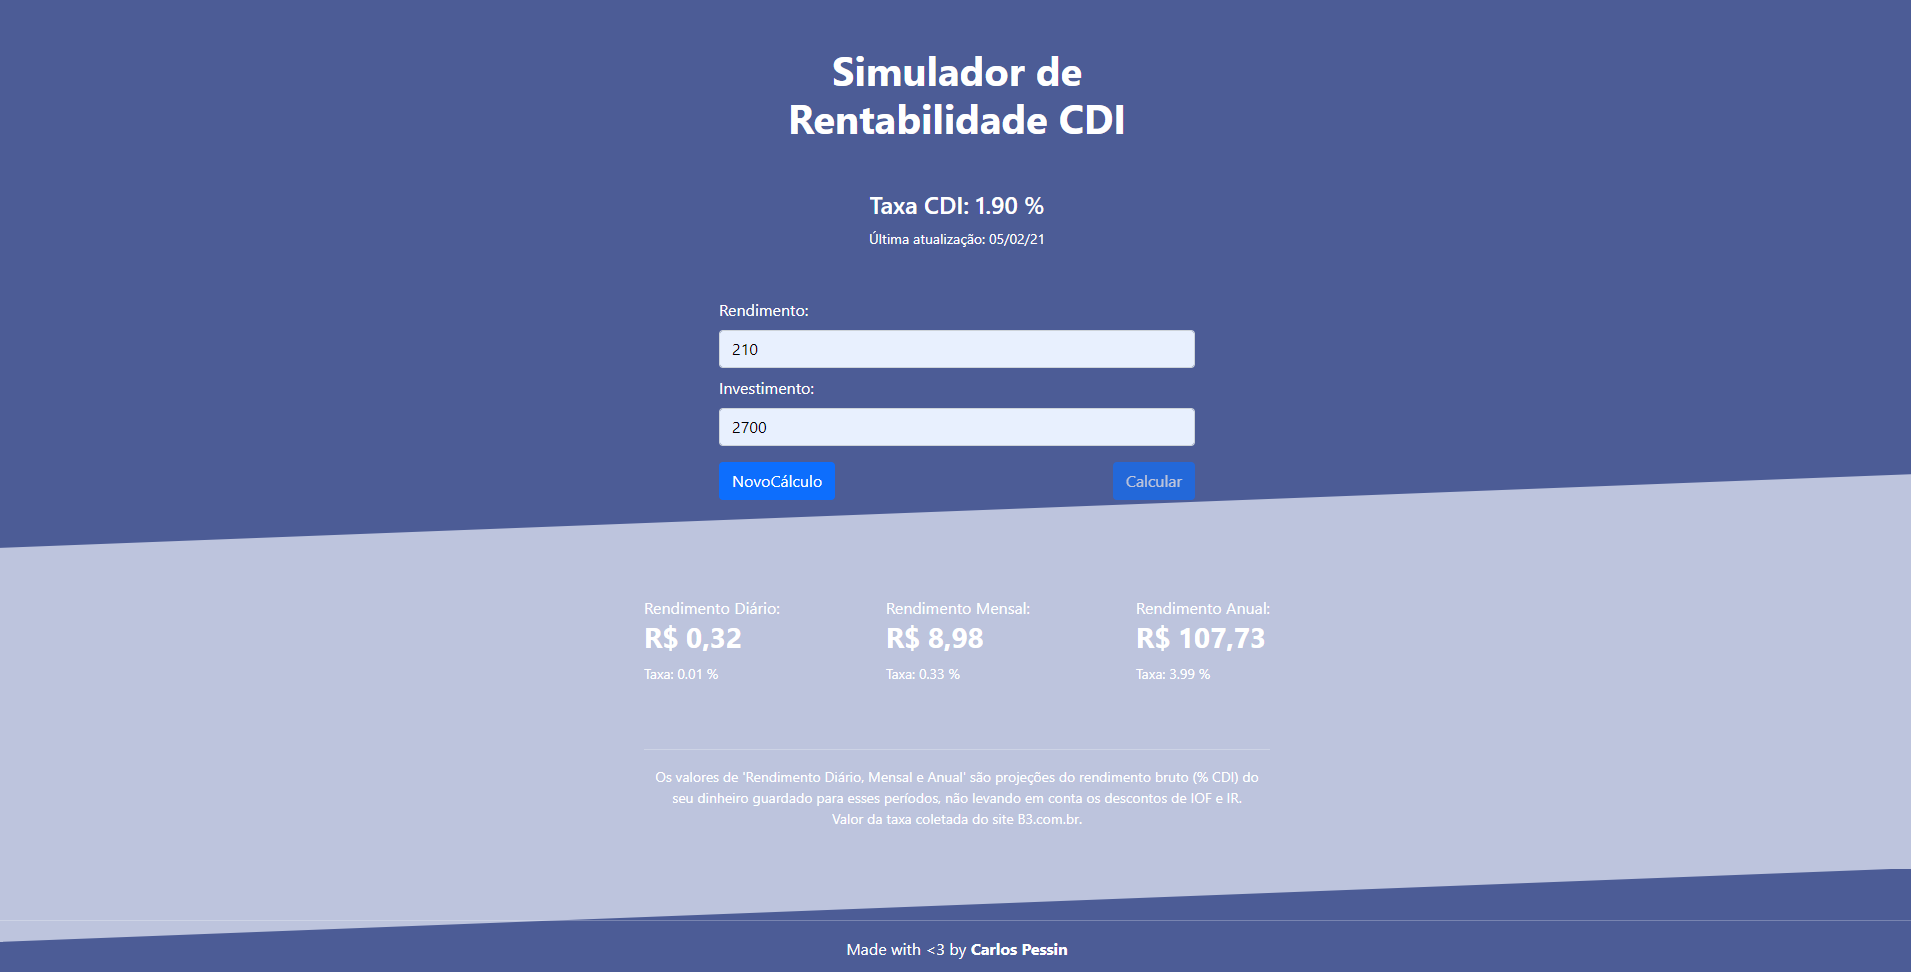 Simulador de
Rentabilidade CDI
Taxa CDI: 1.90 %
Última atualização: 05/02/21
Rendimento:
210
Investimento:
2700
NovoCálculo
Calcular
Rendimento Diário:
R$ 0,32
Taxa: 0.01 %
Rendimento Mensal:
R$ 8,98
Taxa: 0.33 %
Rendimento Anual:
R$ 107,73
Taxa: 3.99 %
Os valores de 'Rendimento Diário, Mensal e Anual' são projeções do rendimento bruto (% CDI) do
seu dinheiro guardado para esses períodos, não levando em conta os descontos de IOF e IR.
Valor da taxa coletada do site B3.com.br.
Made with <3 by Carlos Pessin